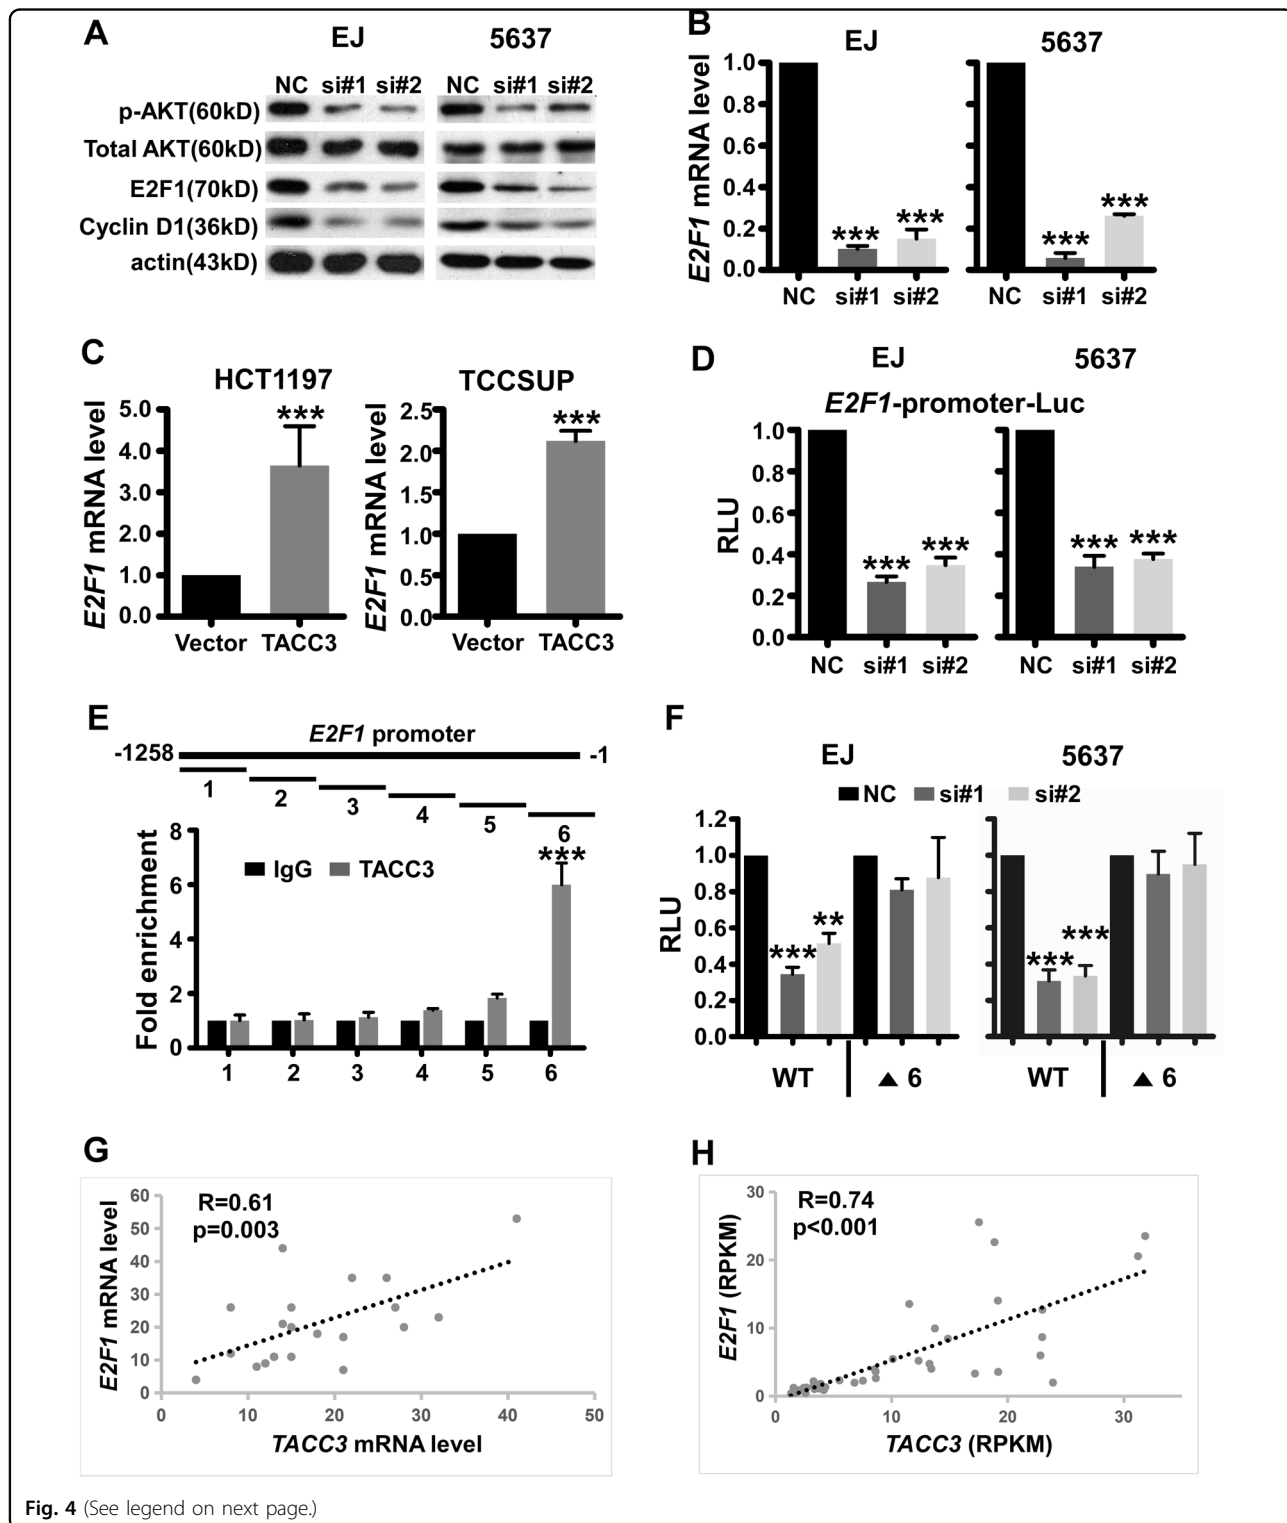 A
EJ
5637
NC si#1 si#2
NC si#1 si#2
p-AKT(60kD)
Total AKT(60kD)
E2F1(70kD)
Cyclin D1(36kD)
actin(43kD)
B
EJ
5637
E2F1 mRNA level
1.0
0.8
0.6
0.4
0.2
0.0
***
***
***
***
NC si#1 si#2
NC si#1 si#2
C
HCT1197
TCCSUP
E2F1 mRNA level
5.0
4.0
3.0
2.0
1.0
0.0
***
Vector TACC3
E2F1 mRNA level
2.5
2.0
1.5
1.0
0.5
0.0
***
Vector TACC3
D
EJ
5637
E2F1-promoter-Luc
RLU
1.0
0.8
0.6
0.4
0.2
0.0
***
***
***
***
NC si#1 si#2
NC si#1 si#2
E
E2F1 promoter
-1258
-1
1
2
3
4
5
6
Fold enrichment
8
6
4
2
0
IgG TACC3
***
1 2 3 4 5 6
F
EJ
5637
NC si#1 si#2
RLU
1.2
1.0
0.8
0.6
0.4
0.2
0.0
***
**
***
***
WT ▲ 6
WT ▲ 6
G
R=0.61
p=0.003
E2F1 mRNA level
60
50
40
30
20
10
0
0 10 20 30 40 50
TACC3 mRNA level
H
R=0.74
p<0.001
E2F1 (RPKM)
30
20
10
0
0 10 20 30
TACC3 (RPKM)
Fig. 4 (See legend on next page.)